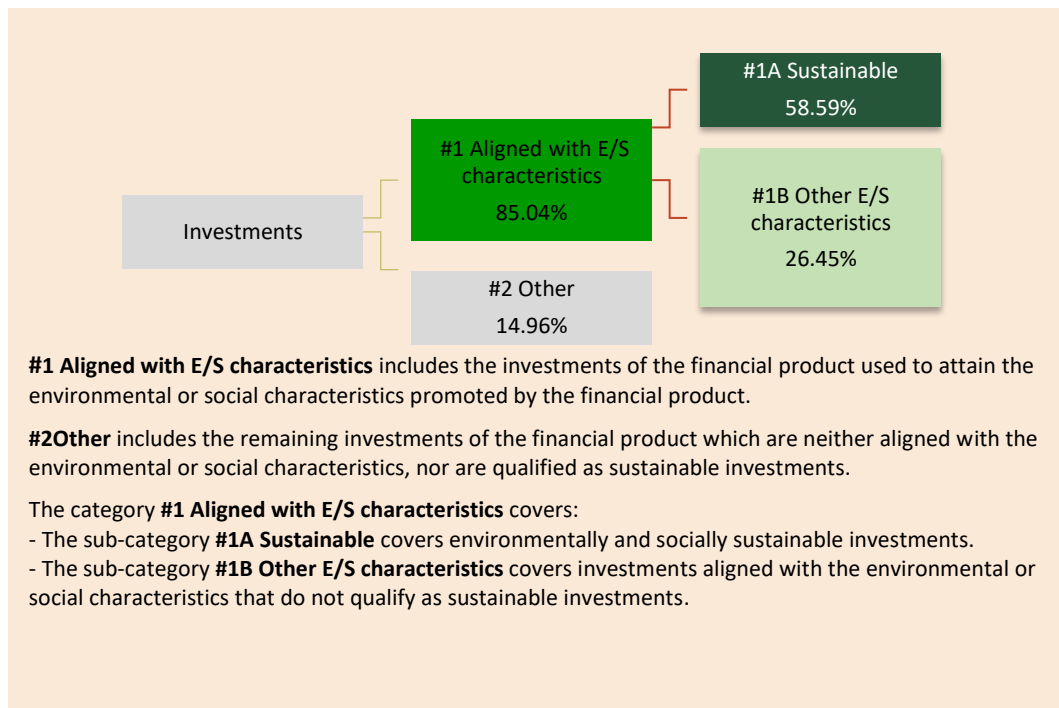 #1A Sustainable
58.59%
#1 Aligned with E/S
characteristics
85.04%
#1B Other E/S
characteristics
26.45%
Investments
#2 Other
14.96%
#1 Aligned with E/S characteristics includes the investments of the financial product used to attain the
environmental or social characteristics promoted by the financial product.
#2Other includes the remaining investments of the financial product which are neither aligned with the
environmental or social characteristics, nor are qualified as sustainable investments.
The category #1 Aligned with E/S characteristics covers:
- The sub-category #1A Sustainable covers environmentally and socially sustainable investments.
- The sub-category #1B Other E/S characteristics covers investments aligned with the environmental or
social characteristics that do not qualify as sustainable investments.